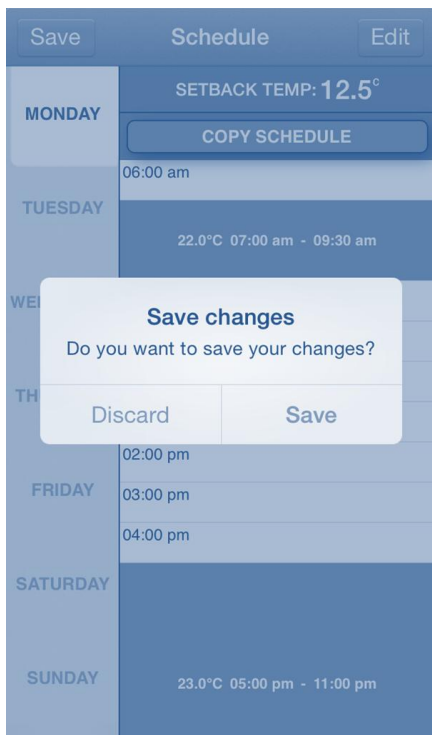 Save Schedule Edit
MONDAY
SETBACK TEMP: 12.5°c
COPY SCHEDULE
06:00 am
TUESDAY
22.0°C 07:00 am - 09:30 am
WE
Save changes
Do you want to save your changes?
TH
Discard Save
02:00 pm
FRIDAY
03:00 pm
04:00 pm
SATURDAY
SUNDAY
23.0°C 05:00 pm - 11:00 pm